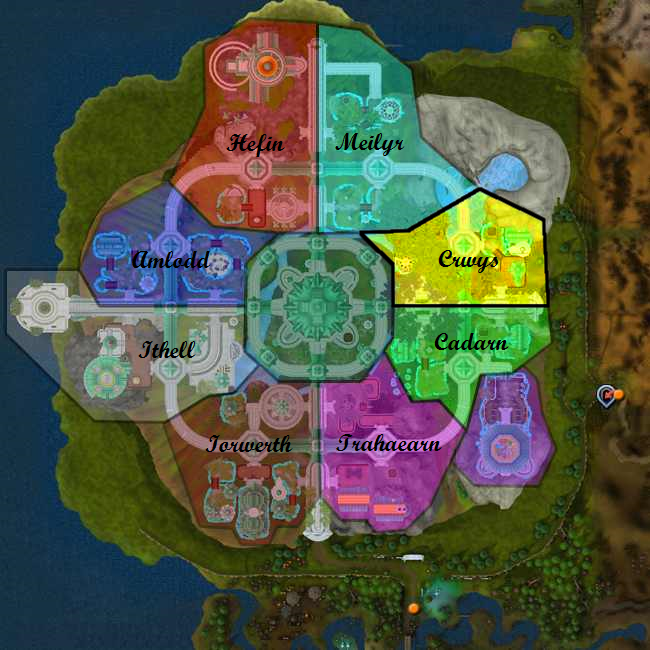 Hefin
Meilyr
Amlodd
Crwys
Ithell
Cadarn
Iorwerth
Trahaearn